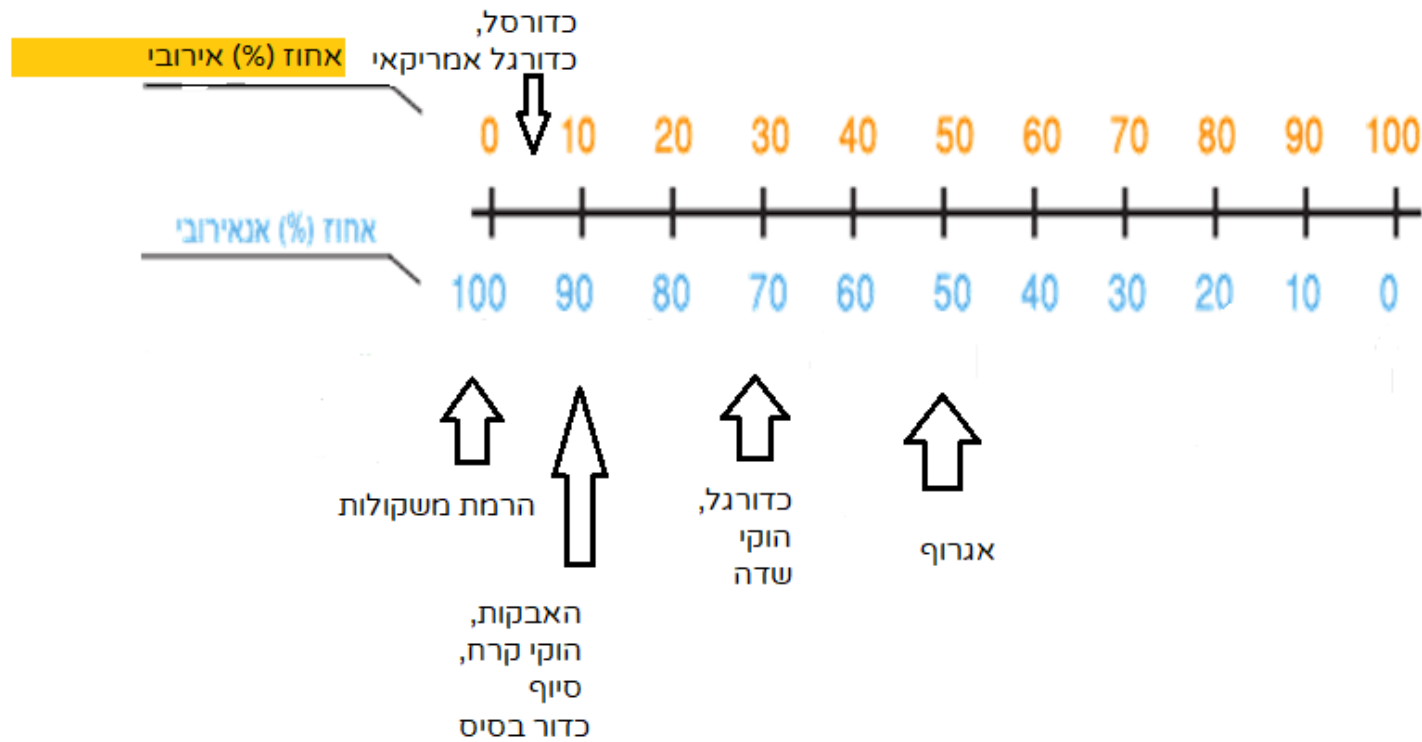 כדורסל,
כדורגל אמריקאי
אחוז (%) אירובי
0 10 20 30 40 50 60 70 80 90 100
אחוז (%) אנאירובי
100 90 80 70 60 50 40 30 20 10 0
הרמת משקולות
האבקות,
הוקי קרח,
סיוף
כדור בסיס
כדורגל,
הוקי
שדה
אגרוף